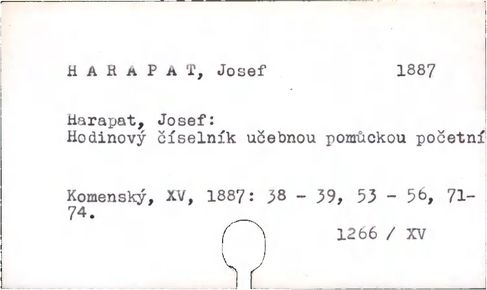 HARAPAT, Josef 1887
Harapat, Josef:
Hodinový číselník učebnou pomůckou početní
Komenský, XV, 1887: 38 - 39, 53 - 56, 71-
74.
1266 / XV